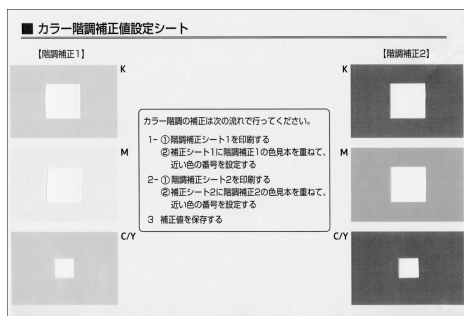 ■ カラー階調補正値設定シート
【階調補正1】
【階調補正2】
K
K
カラー階調の補正は次の流れで行ってください。
1- ①階調補正シート1を印刷する
②補正シート1に階調補正1の色見本を重ねて、
近い色の番号を設定する
M
M
2- ①階調補正シート2を印刷する
②補正シート2に階調補正2の色見本を重ねて、
近い色の番号を設定する
3 補正値を保存する
C/Y
C/Y